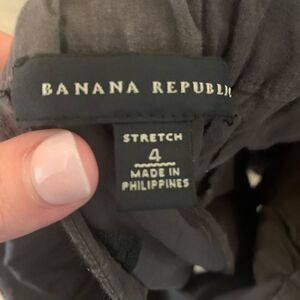 BANANA REPUBLIC
STRETCH
4
MADE IN
PHILIPPINES